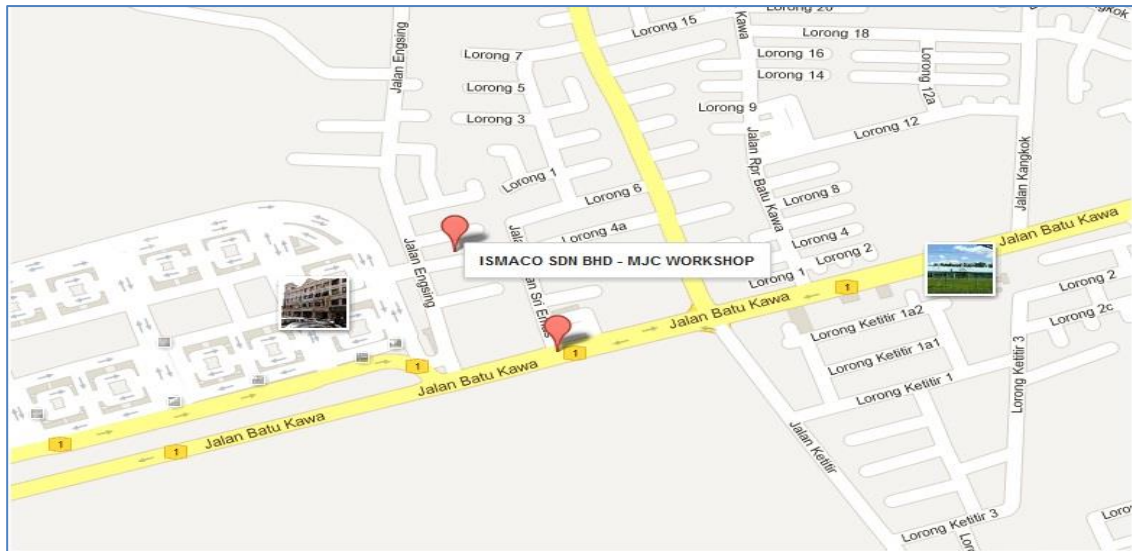 Lorong 20
Lorong 15
Kawa
Lorong 18
Lorong 7
Lorong 16
Jalan Engsing
Lorong 5
Lorong 14
Lorong 12a
Lorong 3
Lorong 9
Lorong 12
Jalan Kangkok
Lorong 1
Lorong 6
Jalan Rpr Batu Kawa
Lorong 8
Lorong 4a
Lorong 4
Jalan Batu Kawa
Jalan Engsing
ISMACO SDN BHD - MJC WORKSHOP
Lorong 2
Lorong 1
Lorong 2
1
Jalan Batu Kawa
Lorong Ketitir 1a2
Lorong 2c
1
Lorong Ketitir 1a1
Lorong Ketitir 3
1
Jalan Batu Kawa
Lorong Ketitir 1
Jalan Batu Kawa
1
1
Jalan Ketitir
Lorong Ketitir 3